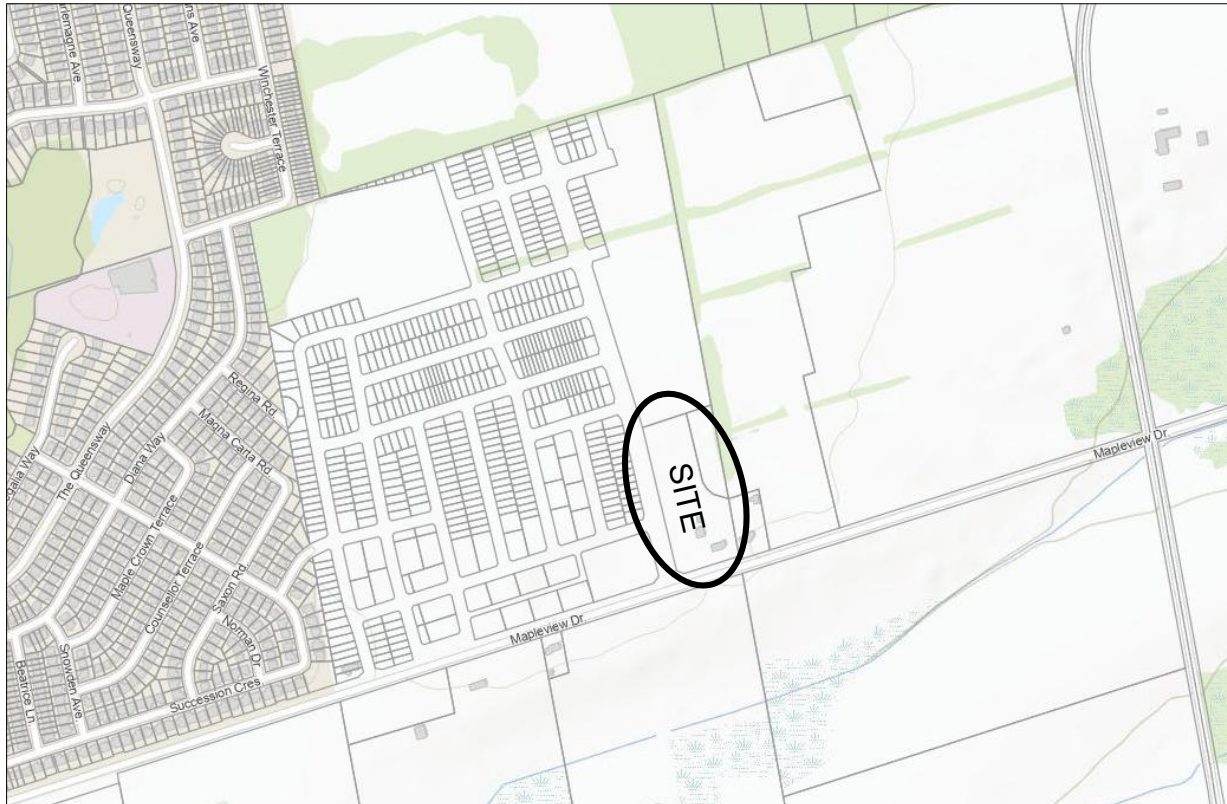 Queensway
Winchester Terrace
Regina Rd.
Magna Carta Rd
The Queensway
Diana Way
Maple Crown Terrace
Counsellor Terrace
Saxon Rd.
Norman Dr
Snowden Ave.
Beatrice Ln.
Succession Cres
SITE
Mapleview Dr.
Mapleview Dr.